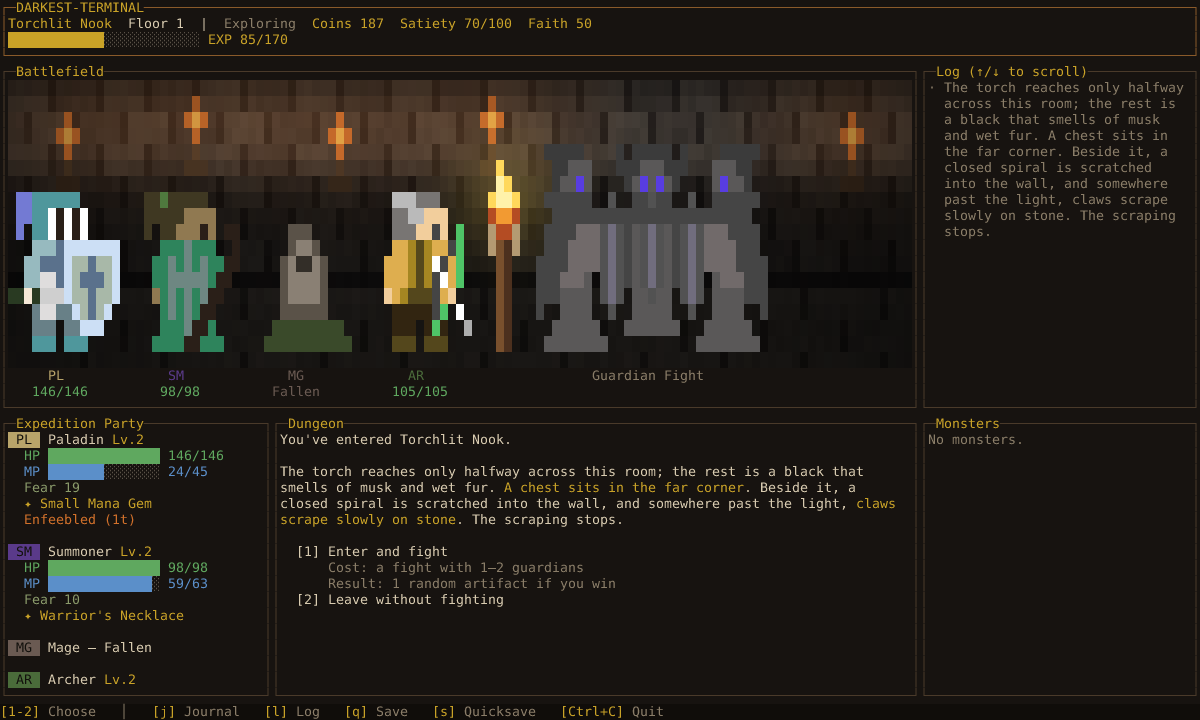 DARKEST-TERMINAL
Torchlit Nook  Floor 1  |  Exploring  Coins 187  Satiety 70/100  Faith 50
EXP 85/170
Battlefield
PL
146/146
SM
98/98
MG
Fallen
AR
105/105
Guardian Fight
Log (↑/↓ to scroll)
· The torch reaches only halfway
across this room; the rest is
a black that smells of musk
and wet fur. A chest sits in
the far corner. Beside it, a
closed spiral is scratched
into the wall, and somewhere
past the light, claws scrape
slowly on stone. The scraping
stops.
Expedition Party
PL Paladin Lv.2
HP 146/146
MP 24/45
Fear 19
✦ Small Mana Gem
Enfeebled (1t)
SM Summoner Lv.2
HP 98/98
MP 59/63
Fear 10
✦ Warrior's Necklace
MG Mage — Fallen
AR Archer Lv.2
Dungeon
You've entered Torchlit Nook.
The torch reaches only halfway across this room; the rest is a black that
smells of musk and wet fur. A chest sits in the far corner. Beside it, a
closed spiral is scratched into the wall, and somewhere past the light, claws
scrape slowly on stone. The scraping stops.
[1] Enter and fight
Cost: a fight with 1–2 guardians
Result: 1 random artifact if you win
[2] Leave without fighting
Monsters
No monsters.
[1-2] Choose  │  [j] Journal  [l] Log  [q] Save  [s] Quicksave  [Ctrl+C] Quit